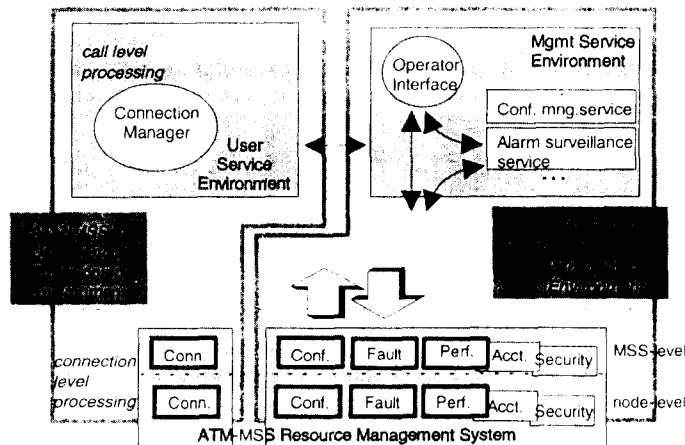 call level
processing
Connection
Manager
User
Service
Environment
Operator
Interface
Mgmt Service
Environment
Conf. mng.service
Alarm surveillance
service
...
connection
level
processing
Conn.
Conf.
Fault
Perf.
Acct.
Security
MSS-level
Conn.
Conf.
Fault
Perf.
Acct.
Security
node-level
ATM-MSS Resource Management System